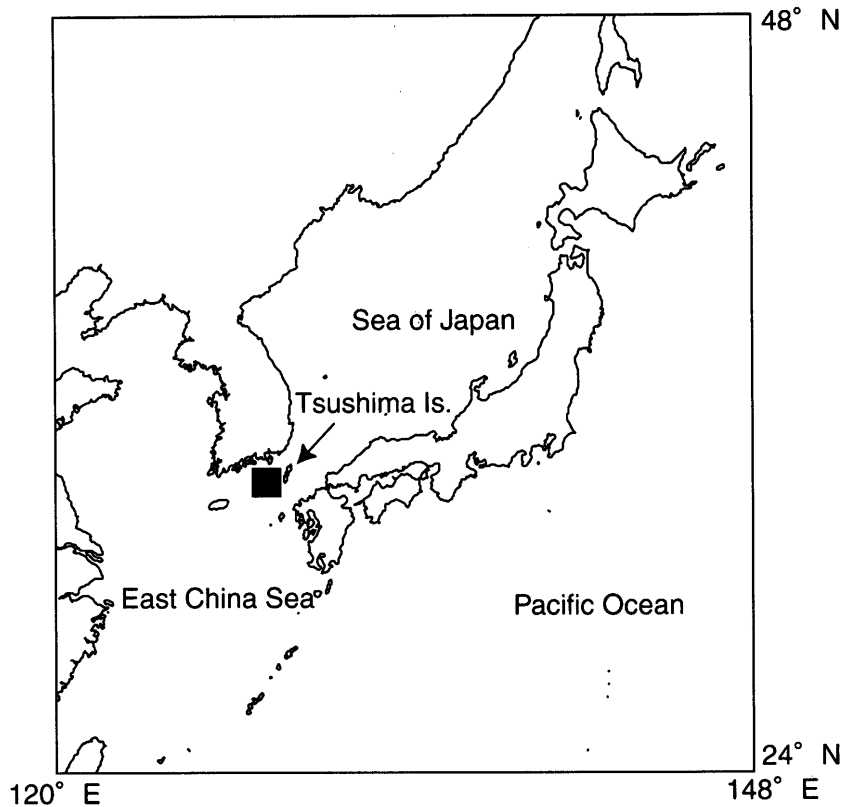 48° N
Sea of Japan
Tsushima Is.
East China Sea
Pacific Ocean
24° N
120° E
148° E